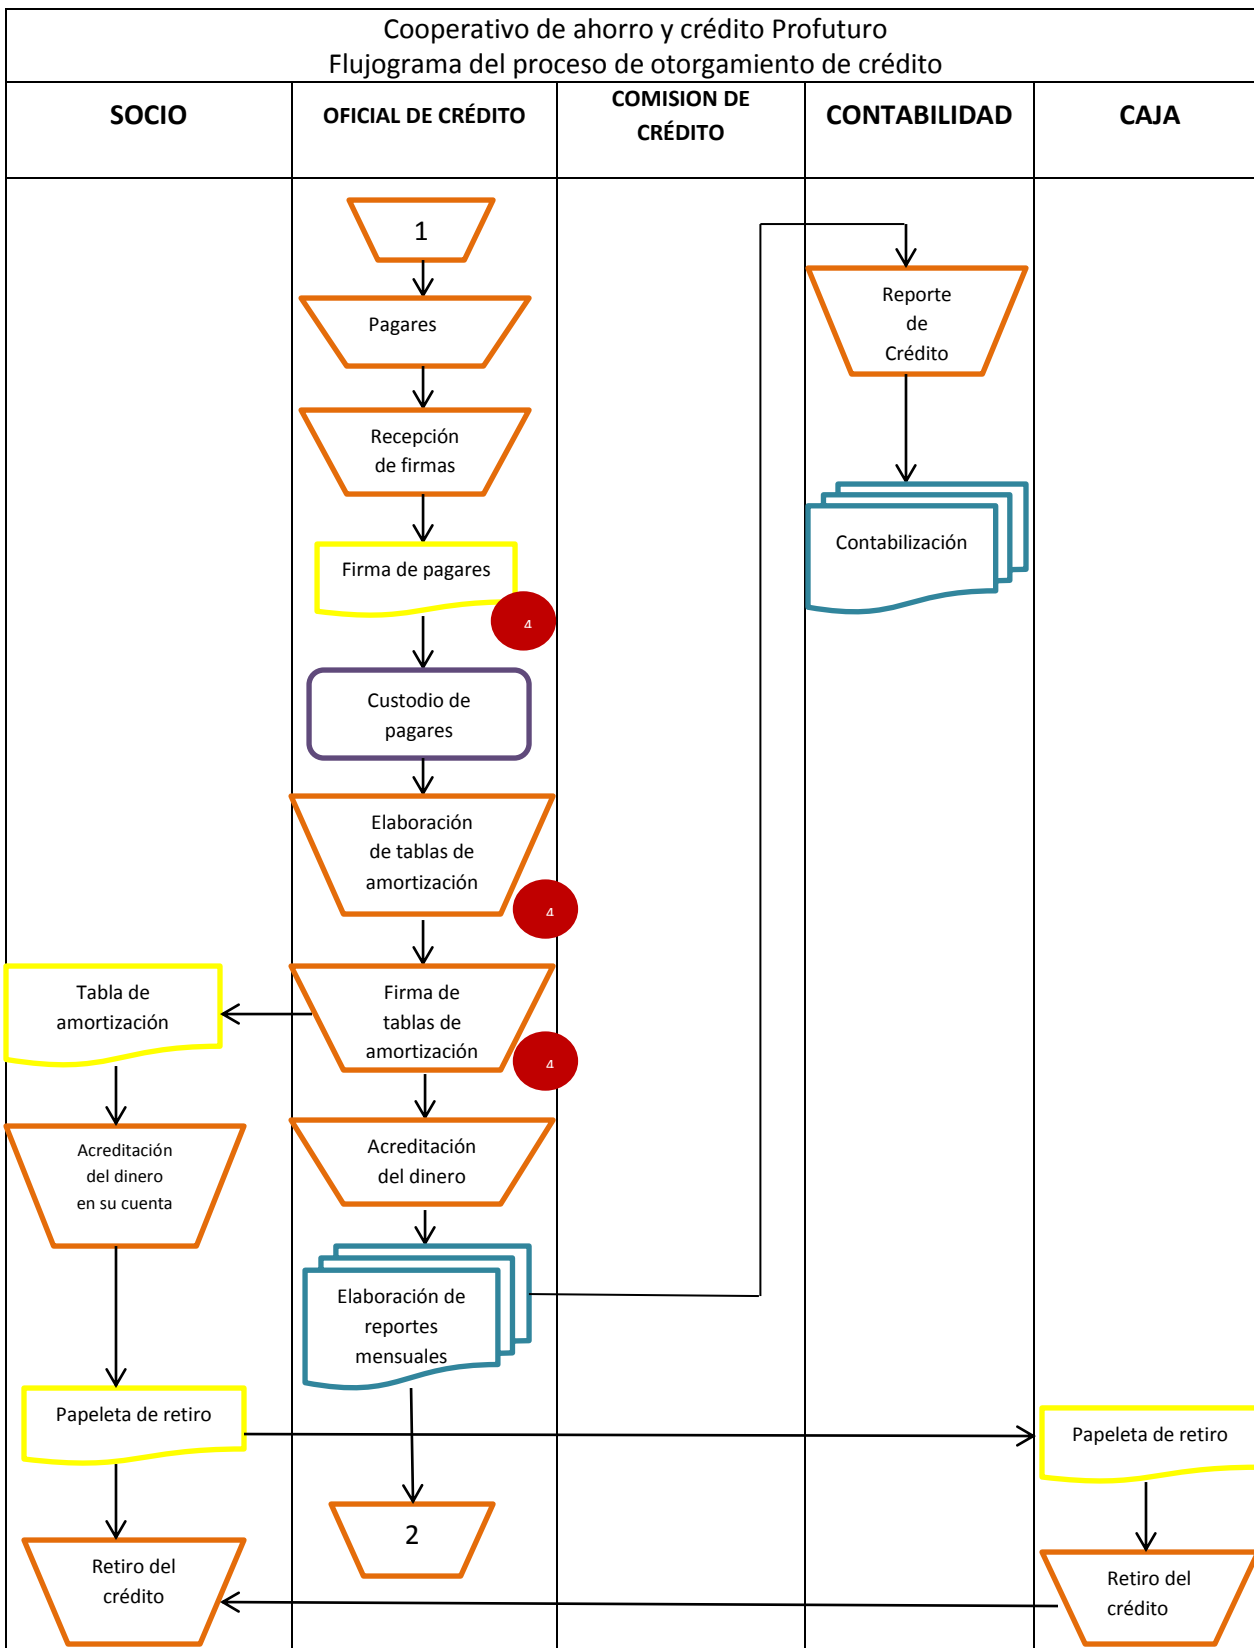 Cooperativo de ahorro y crédito Profuturo
Flujograma del proceso de otorgamiento de crédito
SOCIO
OFICIAL DE CRÉDITO
COMISION DE
CRÉDITO
CONTABILIDAD
CAJA
1
Pagares
Recepción
de firmas
Firma de pagares
4
Custodio de
pagares
Elaboración
de tablas de
amortización
4
Firma de
tablas de
amortización
4
Tabla de
amortización
Acreditación
del dinero
en su cuenta
Acreditación
del dinero
Elaboración de
reportes
mensuales
Reporte
de
Crédito
Contabilización
Papeleta de retiro
Papeleta de retiro
2
Retiro del
crédito
Retiro del
crédito